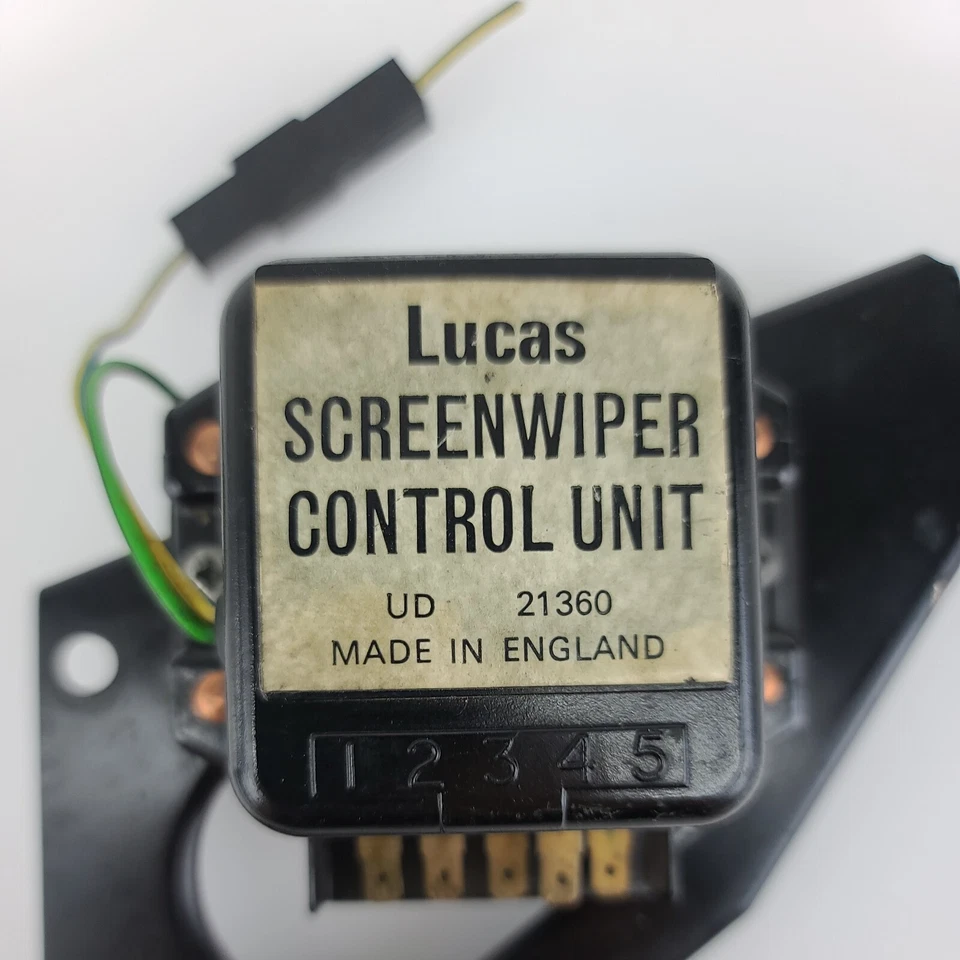 Lucas
SCREENWIPER
CONTROL UNIT
UD 21360
MADE IN ENGLAND
1 2 3 4 5